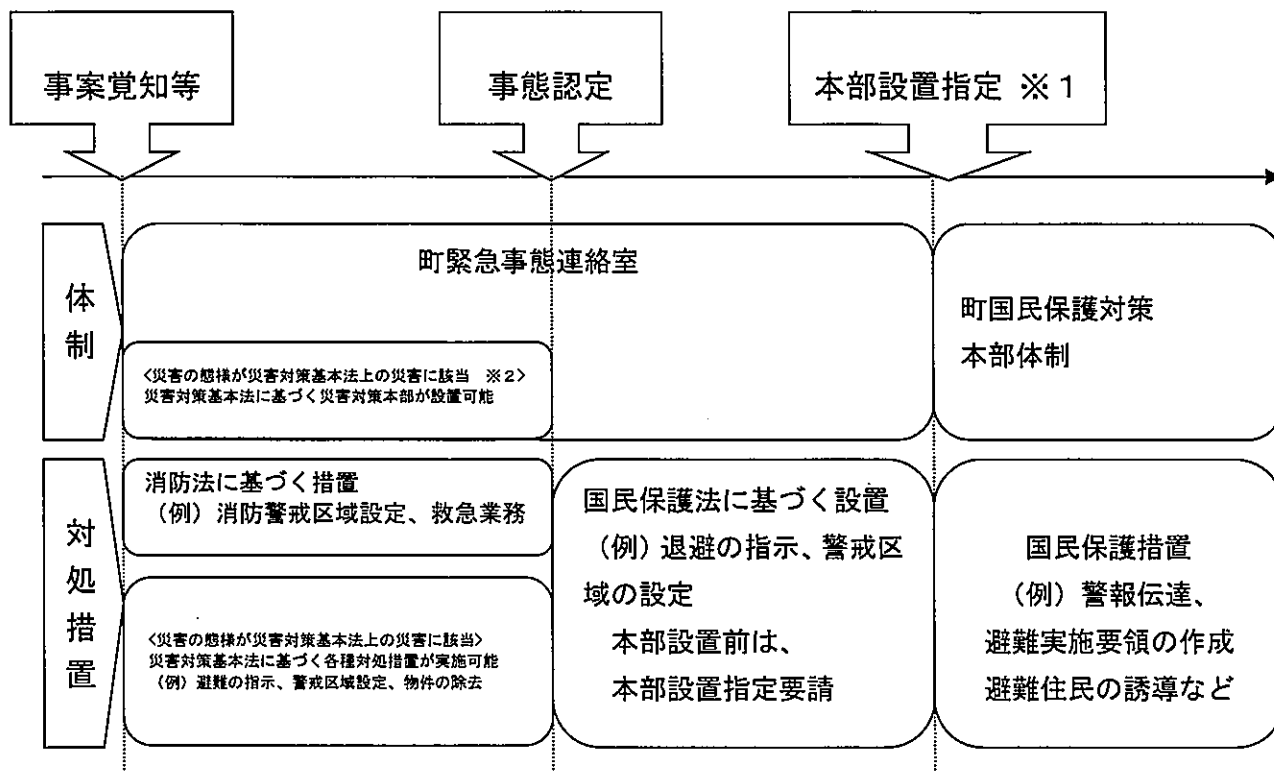 事案覚知等
事態認定
本部設置指定 ※1
体制
町緊急事態連絡室
<災害の態様が災害対策基本法上の災害に該当 ※2>
災害対策基本法に基づく災害対策本部が設置可能
町国民保護対策
本部体制
対処措置
消防法に基づく措置
(例)消防警戒区域設定、救急業務
<災害の態様が災害対策基本法上の災害に該当>
災害対策基本法に基づく各種対処措置が実施可能
(例)避難の指示、警戒区域設定、物件の除去
国民保護法に基づく設置
(例)退避の指示、警戒区
域の設定
本部設置前は、
本部設置指定要請
国民保護措置
(例)警報伝達、
避難実施要領の作成
避難住民の誘導など